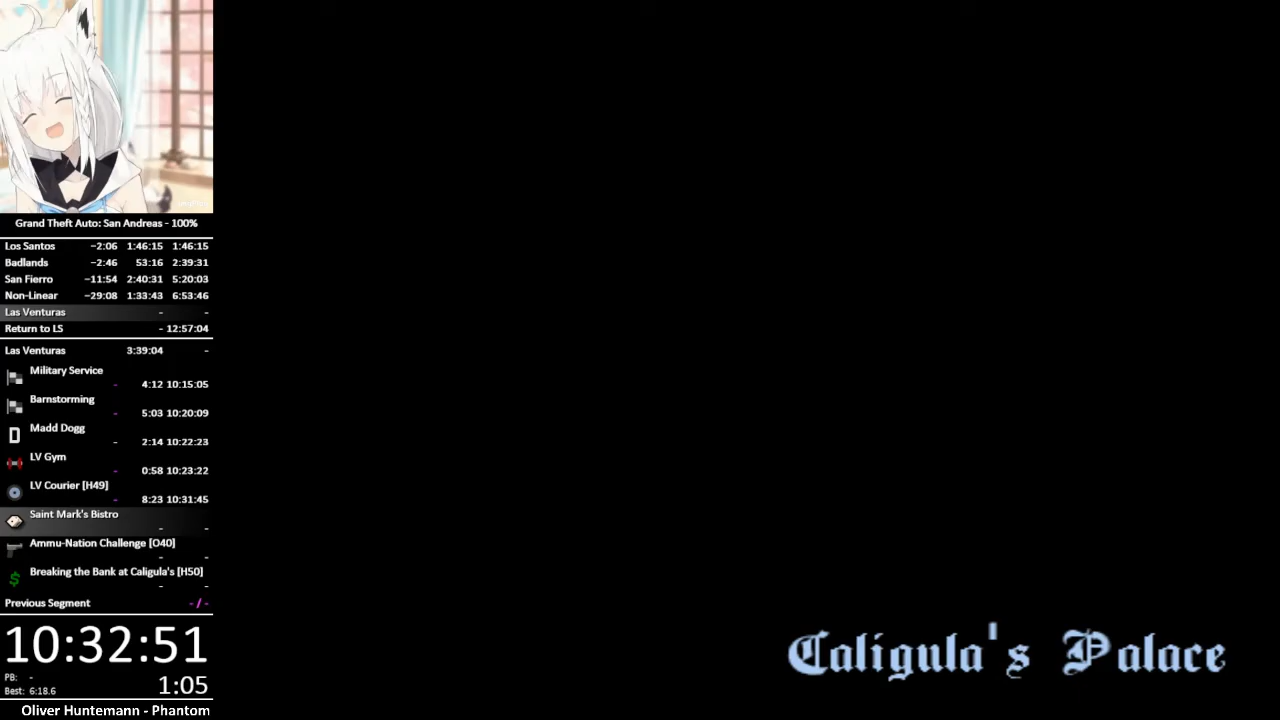 Grand Theft Auto: San Andreas - 100%
Los Santos −2:06 1:46:15 1:46:15
Badlands −2:46 53:16 2:39:31
San Fierro −11:54 2:40:31 5:20:03
Non-Linear −29:08 1:33:43 6:53:46
Las Venturas - -
Return to LS - 12:57:04
Las Venturas 3:39:04 -
Military Service
- 4:12 10:15:05
Barnstorming
- 5:03 10:20:09
Madd Dogg
- 2:14 10:22:23
LV Gym
- 0:58 10:23:22
LV Courier [H49]
- 8:23 10:31:45
Saint Mark's Bistro
- -
Ammu-Nation Challenge [O40]
- -
Breaking the Bank at Caligula's [H50]
- -
Previous Segment - / -
10:32:51
PB: -
Best: 6:18.6 1:05
Oliver Huntemann - Phantom
Caligula's Palace